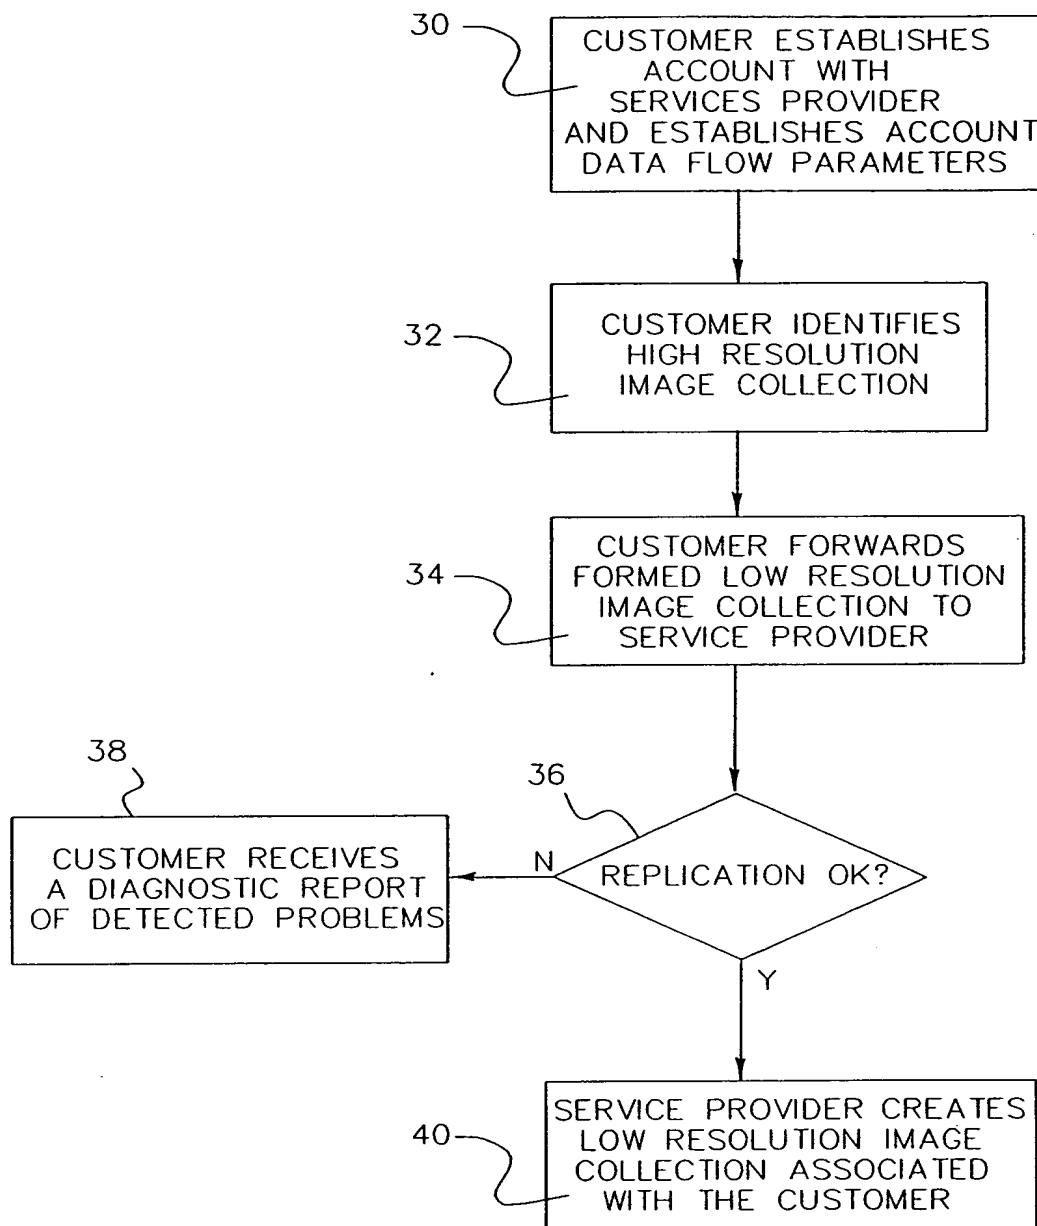 30
CUSTOMER ESTABLISHES
ACCOUNT WITH
SERVICES PROVIDER
AND ESTABLISHES ACCOUNT
DATA FLOW PARAMETERS
32
CUSTOMER IDENTIFIES
HIGH RESOLUTION
IMAGE COLLECTION
34
CUSTOMER FORWARDS
FORMED LOW RESOLUTION
IMAGE COLLECTION TO
SERVICE PROVIDER
36
REPLICATION OK?
N
Y
38
CUSTOMER RECEIVES
A DIAGNOSTIC REPORT
OF DETECTED PROBLEMS
40
SERVICE PROVIDER CREATES
LOW RESOLUTION IMAGE
COLLECTION ASSOCIATED
WITH THE CUSTOMER